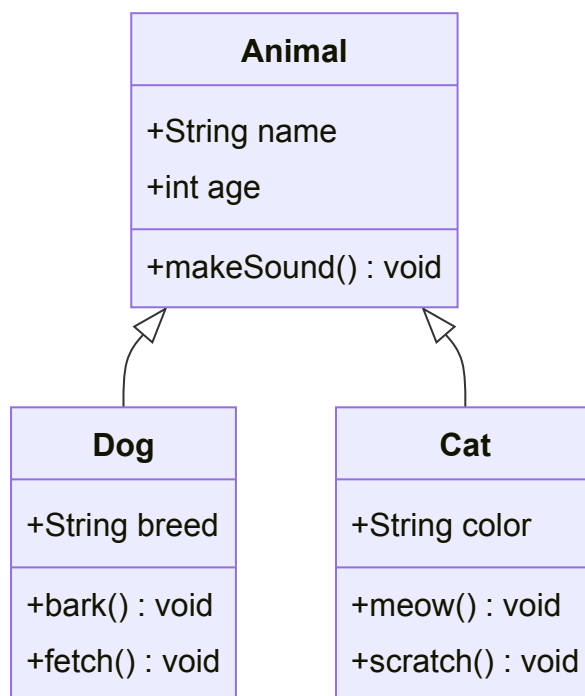 Animal
+String name
+int age
+makeSound() : void
Dog
+String breed
+bark() : void
+fetch() : void
Cat
+String color
+meow() : void
+scratch() : void